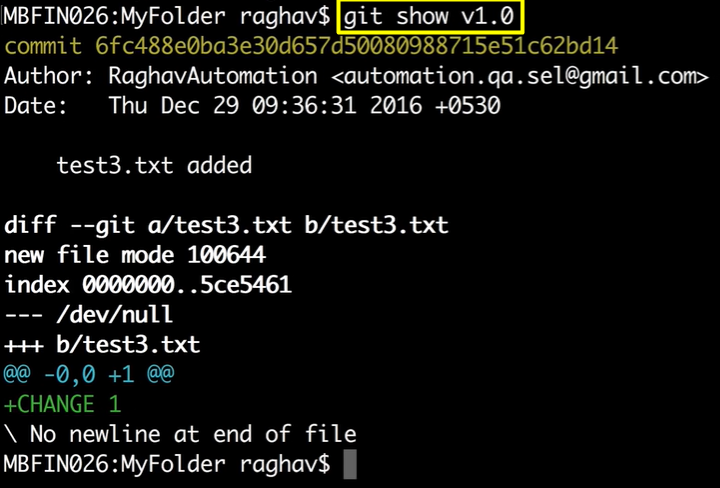 MBFIN026:MyFolder raghav$ git show v1.0
commit 6fc488e0ba3e30d657d50080988715e51c62bd14
Author: RaghavAutomation <automation.qa.sel@gmail.com>
Date:   Thu Dec 29 09:36:31 2016 +0530
    test3.txt added
diff --git a/test3.txt b/test3.txt
new file mode 100644
index 0000000..5ce5461
--- /dev/null
+++ b/test3.txt
@@ -0,0 +1 @@
+CHANGE 1
\ No newline at end of file
MBFIN026:MyFolder raghav$